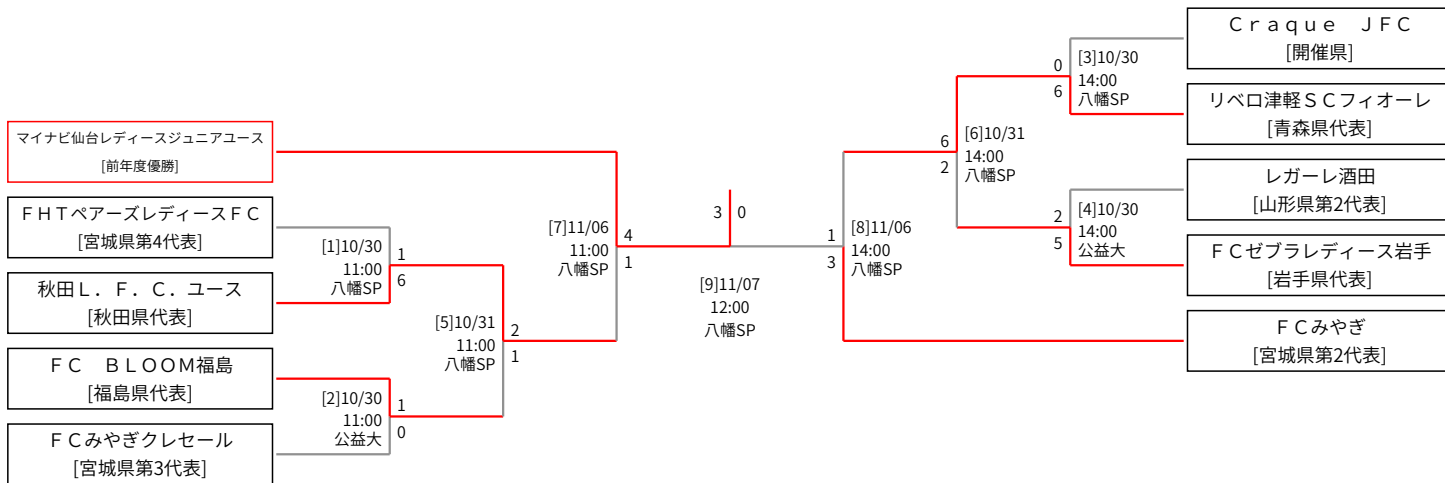 マイナビ仙台レディースジュニアユース
[前年度優勝]
ＦＨＴペアーズレディースＦＣ
[宮城県第4代表]
秋田Ｌ．Ｆ．Ｃ．ユース
[秋田県代表]
ＦＣ　ＢＬＯＯＭ福島
[福島県代表]
ＦＣみやぎクレセール
[宮城県第3代表]
[1]10/30
11:00
八幡SP
1
6
[2]10/30
11:00
公益大
1
0
[5]10/31
11:00
八幡SP
2
1
[7]11/06
11:00
八幡SP
4
1
3
0
[9]11/07
12:00
八幡SP
1
3
[8]11/06
14:00
八幡SP
6
2
[6]10/31
14:00
八幡SP
0
6
[3]10/30
14:00
八幡SP
2
5
[4]10/30
14:00
公益大
Ｃｒａｑｕｅ　ＪＦＣ
[開催県]
リベロ津軽ＳＣフィオーレ
[青森県代表]
レガーレ酒田
[山形県第2代表]
ＦＣゼブラレディース岩手
[岩手県代表]
ＦＣみやぎ
[宮城県第2代表]